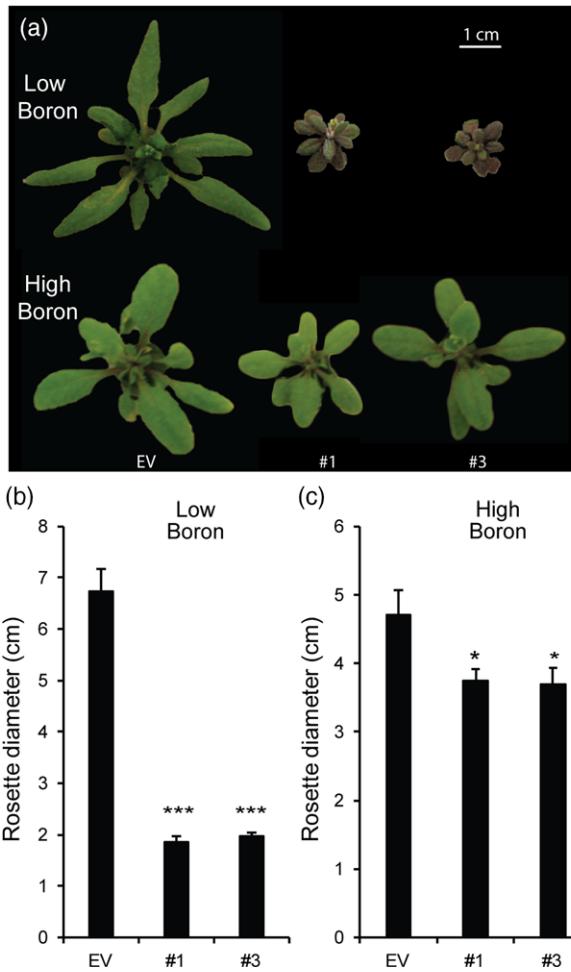 (a)
1 cm
Low
Boron
High
Boron
EV #1 #3
(b)
Low
Boron
Rosette diameter (cm)
8
7
6
5
4
3
2
1
0
***
***
EV #1 #3
(c)
High
Boron
Rosette diameter (cm)
6
5
4
3
2
1
0
*
*
EV #1 #3